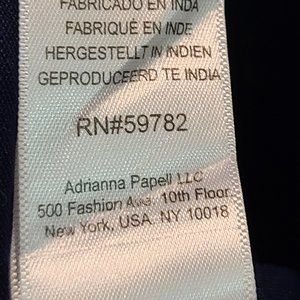 FABRICADO EN INDA
FABRIQUÉ EN INDE
HERGESTELLT IN INDIEN
GEPRODUCEERD TE INDIA
RN#59782
Adrianna Papell LLC
500 Fashion Ave. 10th Floor
New York, USA. NY 10018